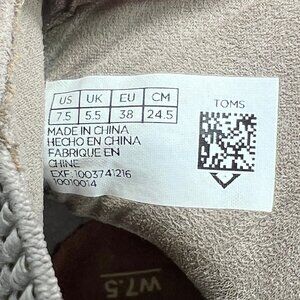 US UK EU CM
7.5 5.5 38 24.5
MADE IN CHINA
HECHO EN CHINA
FABRIQUE EN
CHINE
EXF: 1003741216
10010014
TOMS
W7.5